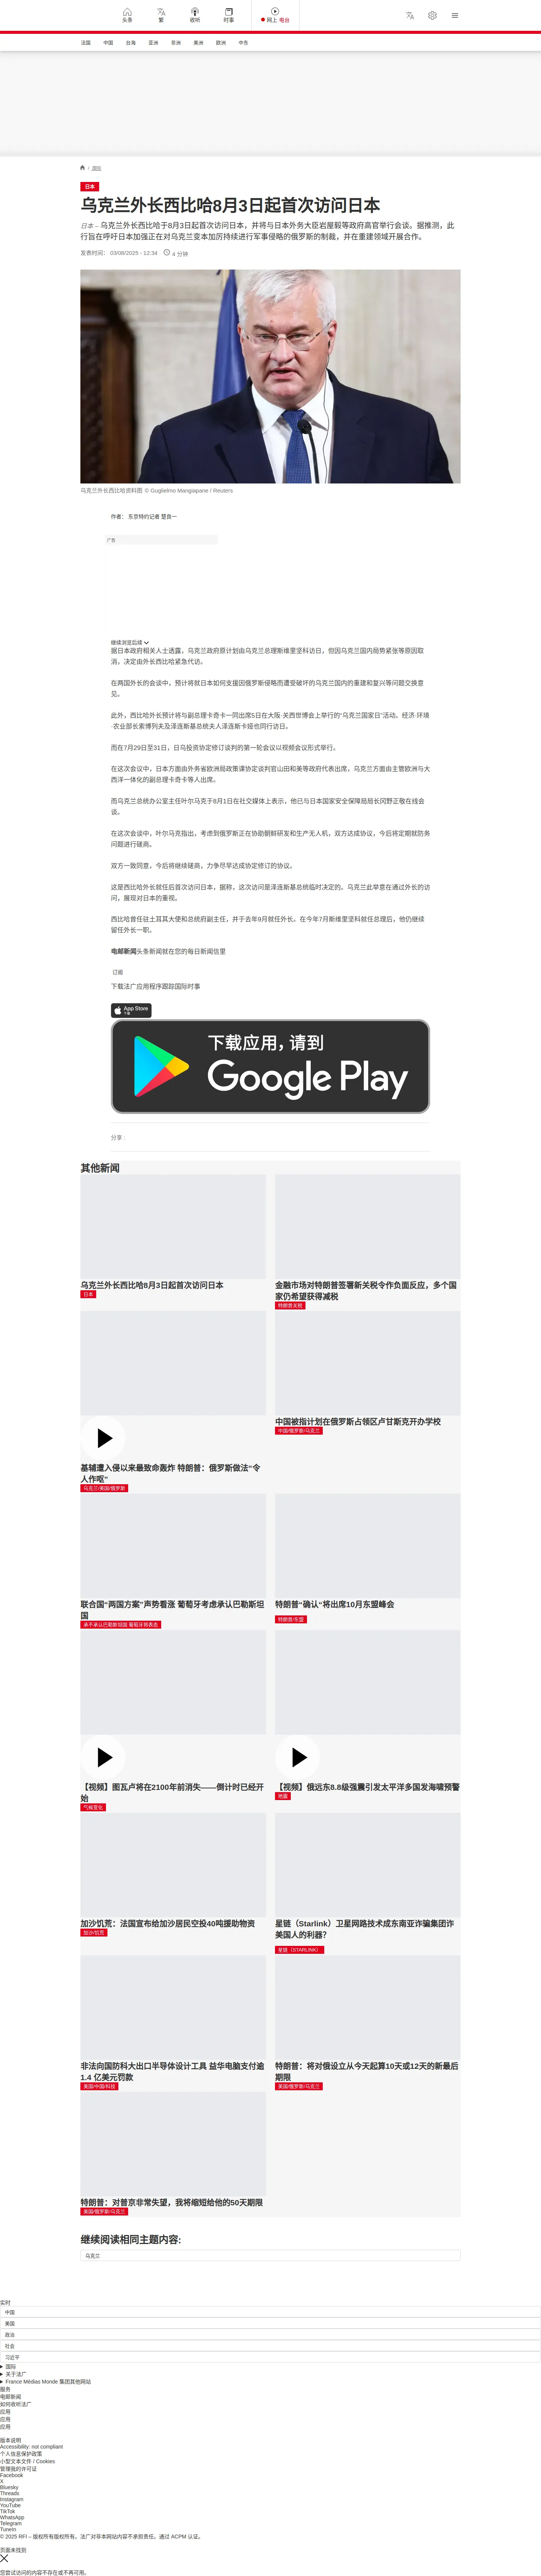 头条
繁
收听
时事
网上 电台
法国
中国
台海
亚洲
非洲
美洲
欧洲
中东
/ 国际
日本
乌克兰外长西比哈8月3日起首次访问日本
日本 – 乌克兰外长西比哈于8月3日起首次访问日本，并将与日本外务大臣岩屋毅等政府高官举行会谈。据推测，此
行旨在呼吁日本加强正在对乌克兰变本加厉持续进行军事侵略的俄罗斯的制裁，并在重建领域开展合作。
发表时间： 03/08/2025 - 12:34
4 分钟
乌克兰外长西比哈资料图 © Guglielmo Mangiapane / Reuters
作者： 东京特约记者 楚良一
广告
继续浏览后续
据日本政府相关人士透露，乌克兰政府原计划由乌克兰总理斯维里坚科访日，但因乌克兰国内局势紧张等原因取
消，决定由外长西比哈紧急代访。
在两国外长的会谈中，预计将就日本如何支援因俄罗斯侵略而遭受破坏的乌克兰国内的重建和复兴等问题交换意
见。
此外，西比哈外长预计将与副总理卡奇卡一同出席5日在大阪·关西世博会上举行的“乌克兰国家日”活动。经济·环境
·农业部长索博列夫及泽连斯基总统夫人泽连斯卡娅也同行访日。
而在7月29日至31日，日乌投资协定修订谈判的第一轮会议以视频会议形式举行。
在这次会议中，日本方面由外务省欧洲局政策课协定谈判官山田和美等政府代表出席，乌克兰方面由主管欧洲与大
西洋一体化的副总理卡奇卡等人出席。
而乌克兰总统办公室主任叶尔马克于8月1日在社交媒体上表示，他已与日本国家安全保障局局长冈野正敬在线会
谈。
在这次会谈中，叶尔马克指出，考虑到俄罗斯正在协助朝鲜研发和生产无人机，双方达成协议，今后将定期就防务
问题进行磋商。
双方一致同意，今后将继续磋商，力争尽早达成协定修订的协议。
这是西比哈外长就任后首次访问日本，据称，这次访问是泽连斯基总统临时决定的。乌克兰此举意在通过外长的访
问，展现对日本的重视。
西比哈曾任驻土耳其大使和总统府副主任，并于去年9月就任外长。在今年7月斯维里坚科就任总理后，他仍继续
留任外长一职。
电邮新闻头条新闻就在您的每日新闻信里
订阅
下载法广应用程序跟踪国际时事
App Store
下载
下载应用，请到
Google Play
分享 :
其他新闻
乌克兰外长西比哈8月3日起首次访问日本
日本
金融市场对特朗普签署新关税令作负面反应，多个国
家仍希望获得减税
特朗普关税
基辅遭入侵以来最致命轰炸 特朗普：俄罗斯做法“令
人作呕”
乌克兰/美国/俄罗斯
中国被指计划在俄罗斯占领区卢甘斯克开办学校
中国/俄罗斯/乌克兰
联合国“两国方案”声势看涨 葡萄牙考虑承认巴勒斯坦
国
承不承认巴勒斯坦国 葡萄牙将表态
特朗普"确认“将出席10月东盟峰会
特朗普/东盟
【视频】图瓦卢将在2100年前消失——倒计时已经开
始
气候变化
【视频】俄远东8.8级强震引发太平洋多国发海啸预警
地震
加沙饥荒：法国宣布给加沙居民空投40吨援助物资
加沙/饥荒
星链（Starlink）卫星网路技术成东南亚诈骗集团诈
美国人的利器？
星链（STARLINK）
非法向国防科大出口半导体设计工具 益华电脑支付逾
1.4 亿美元罚款
美国/中国/科技
特朗普：将对俄设立从今天起算10天或12天的新最后
期限
美国/俄罗斯/乌克兰
特朗普：对普京非常失望，我将缩短给他的50天期限
美国/俄罗斯/乌克兰
继续阅读相同主题内容:
乌克兰
实时
中国
美国
政治
社会
习近平
国际
关于法广
France Médias Monde 集团其他网站
服务
电邮新闻
如何收听法广
应用
应用
应用
版本说明
Accessibility: not compliant
个人信息保护政策
小型文本文件 / Cookies
管理我的许可证
Facebook
X
Bluesky
Threads
Instagram
YouTube
TikTok
WhatsApp
Telegram
TuneIn
© 2025 RFI – 版权所有版权所有。法广对非本网站内容不承担责任。通过 ACPM 认证。
页面未找到
您尝试访问的内容不存在或不再可用。